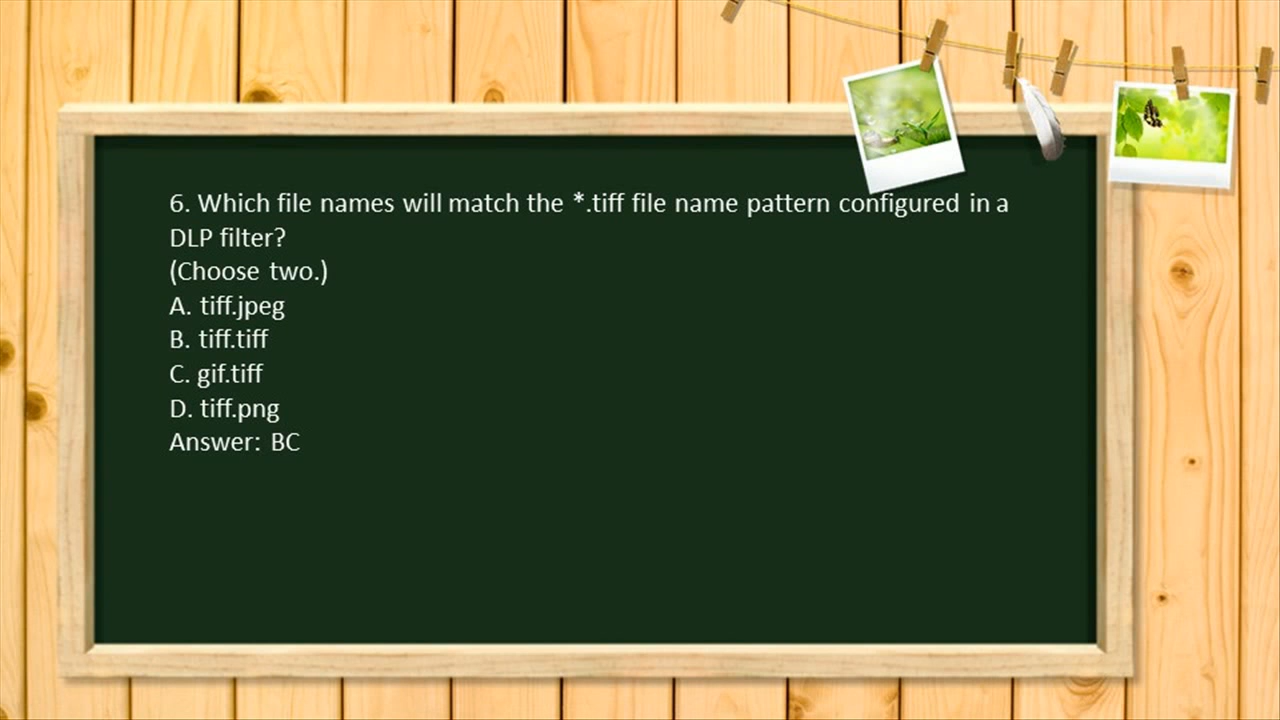 6. Which file names will match the *.tiff file name pattern configured in a
DLP filter?
(Choose two.)
A. tiff.jpeg
B. tiff.tiff
C. gif.tiff
D. tiff.png
Answer: BC